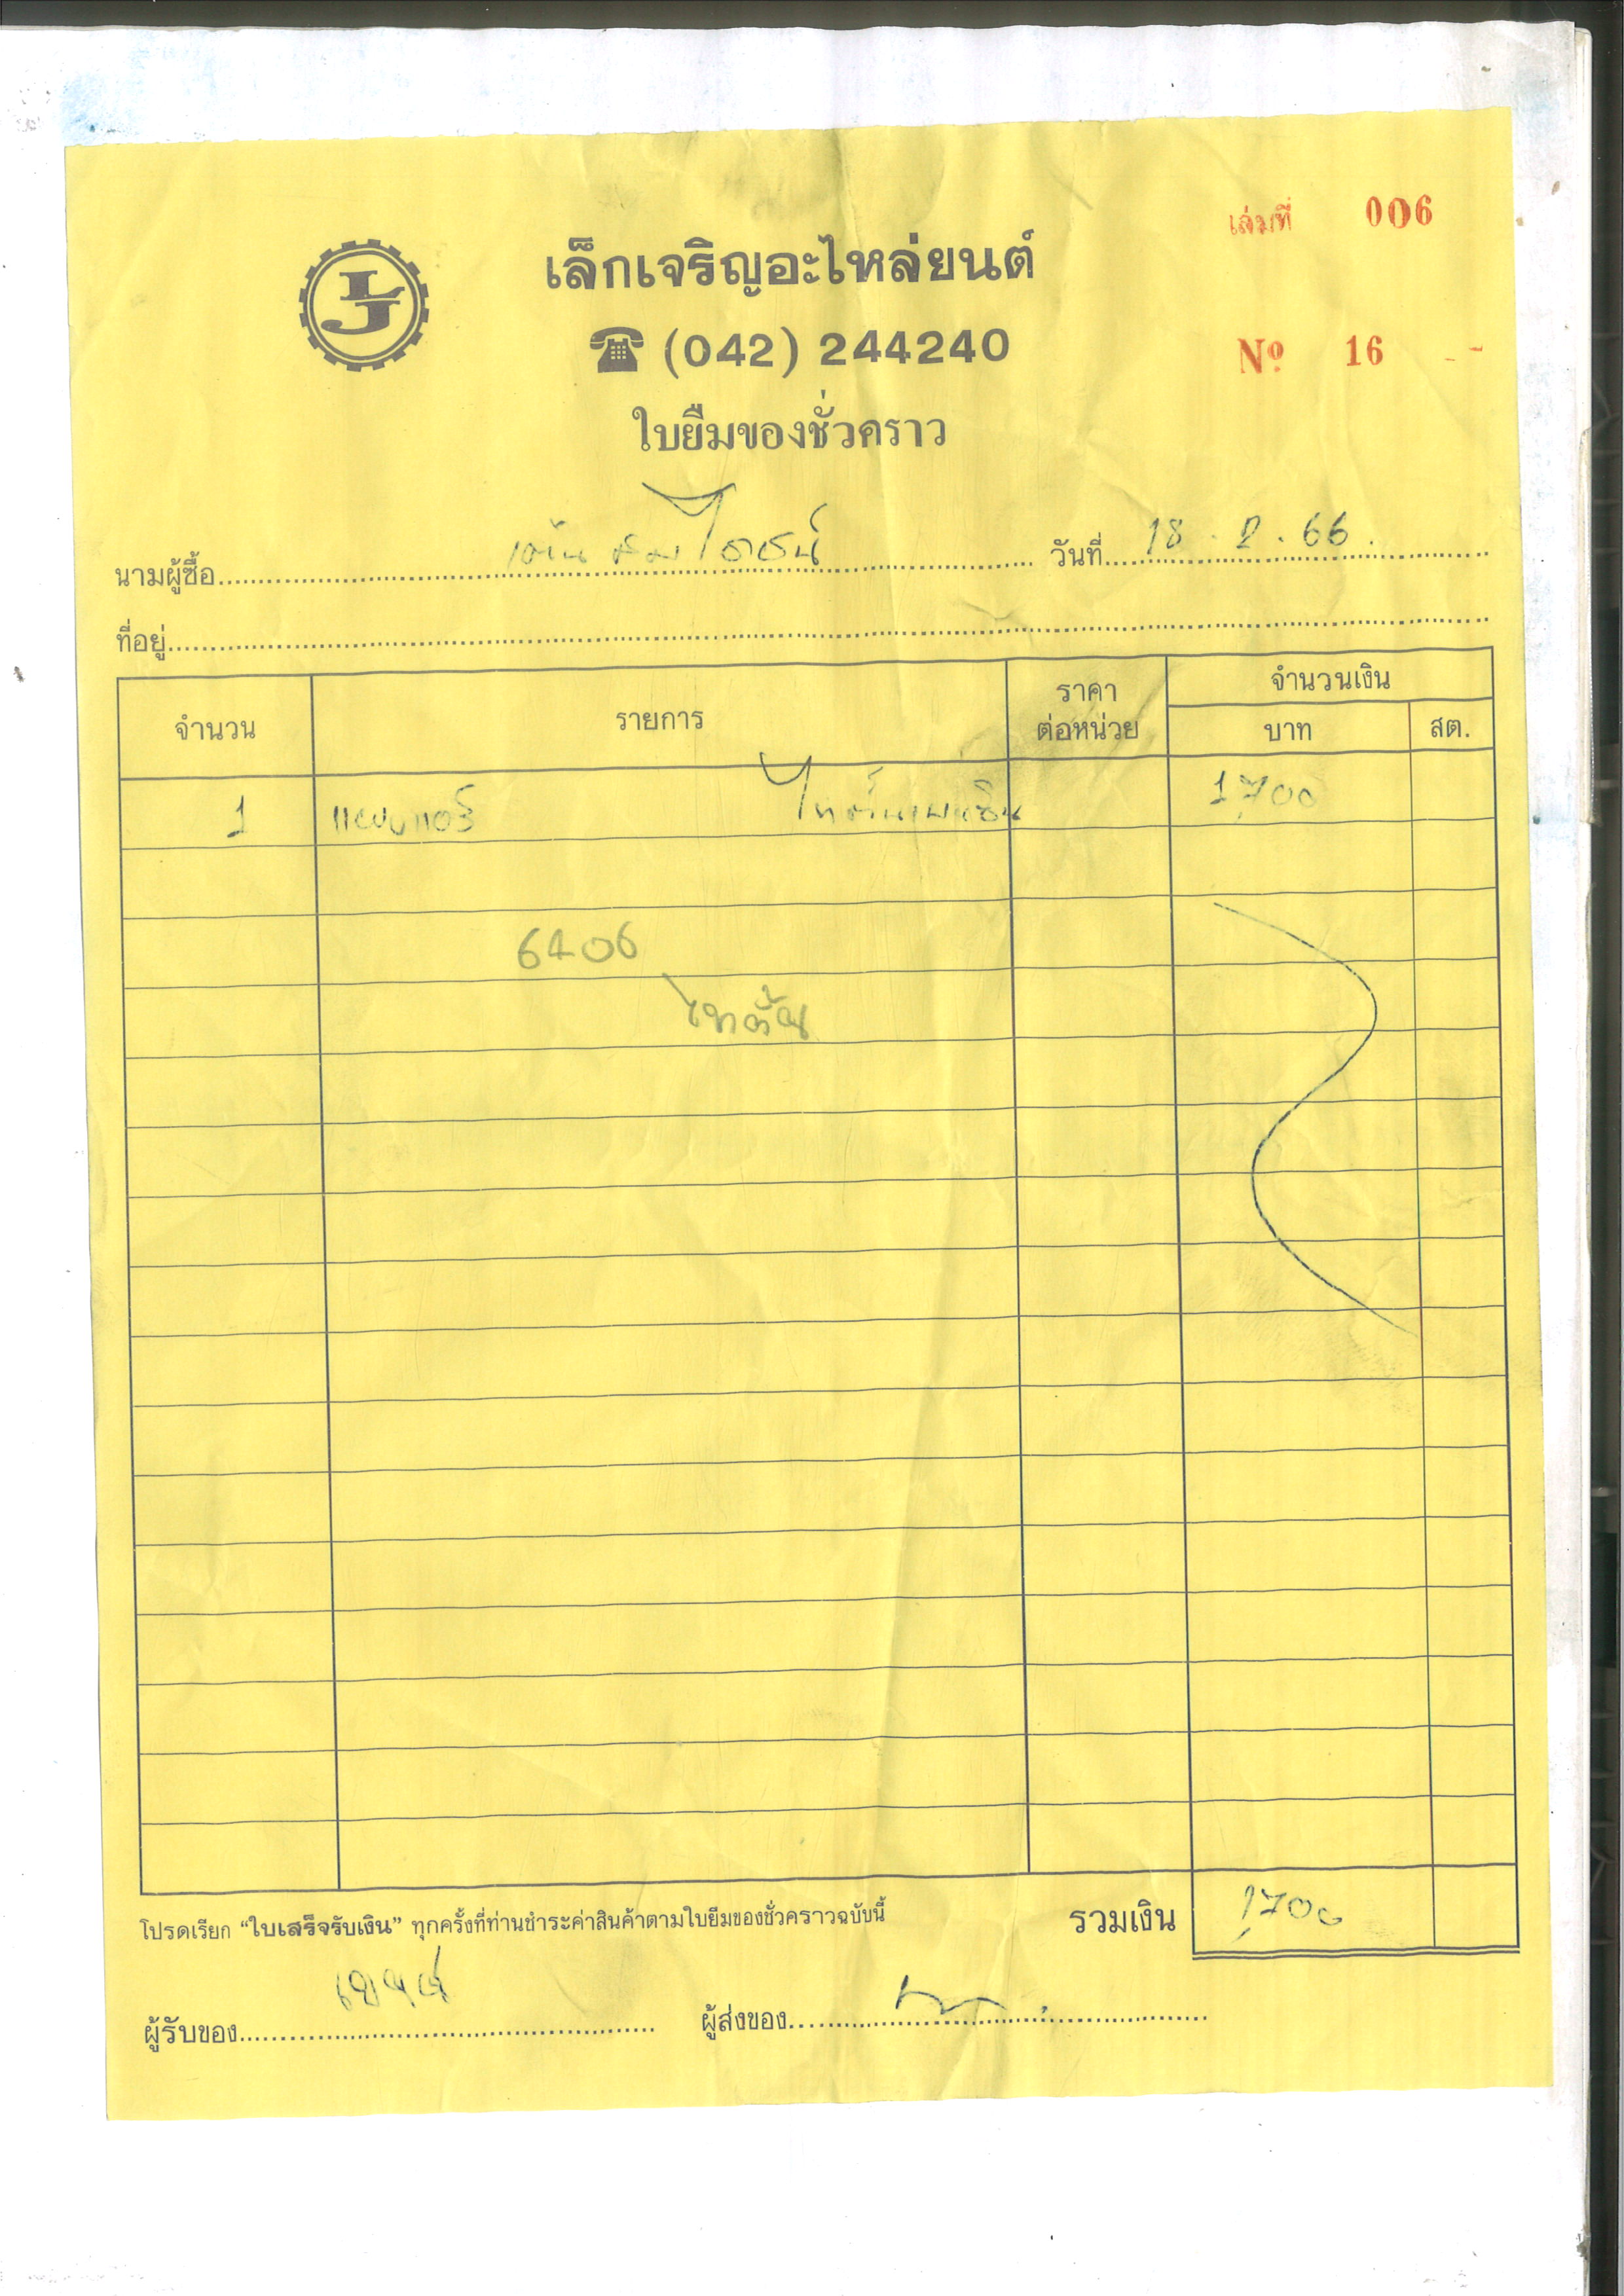 เล่มที่ 006
LJ
เล็กเจริญอะไหล่ยนต์
(042) 244240
Nº 16
ใบยืมของชั่วคราว
นามผู้ซื้อ
วันที่ 18 . 2 . 66 .
ที่อยู่
จำนวน รายการ ราคาต่อหน่วย จำนวนเงิน
บาท สต.
1 1,700
6406
ไททัน
โปรดเรียก “ใบเสร็จรับเงิน” ทุกครั้งที่ท่านชำระค่าสินค้าตามใบยืมของชั่วคราวฉบับนี้ รวมเงิน 1,700
ผู้รับของ ผู้ส่งของ